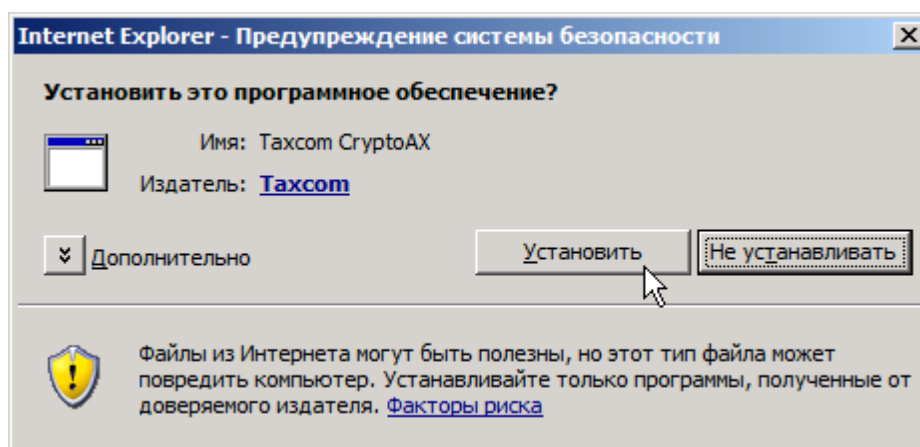 Internet Explorer - Предупреждение системы безопасности
Установить это программное обеспечение?
Имя: Taxcom CryptoAX
Издатель: Taxcom
Дополнительно
Установить
Не устанавливать
Файлы из Интернета могут быть полезны, но этот тип файла может
повредить компьютер. Устанавливайте только программы, полученные от
доверяемого издателя. Факторы риска